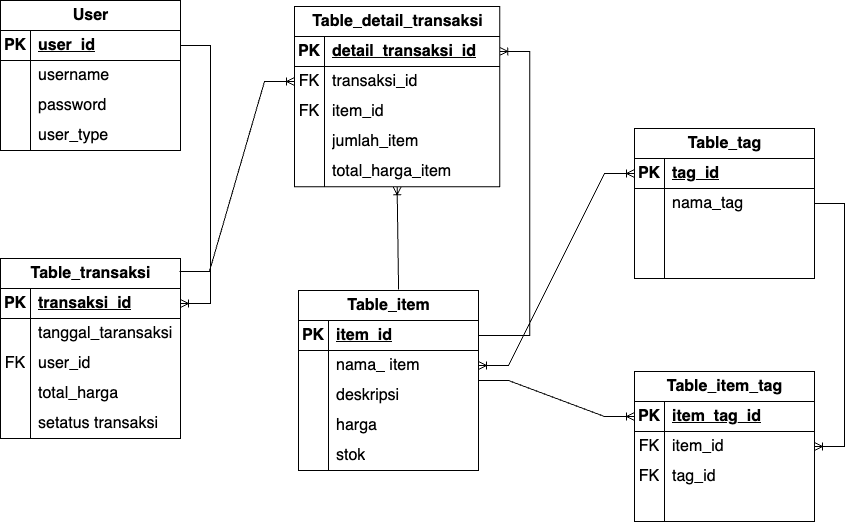 User
PK user_id
username
password
user_type
Table_detail_transaksi
PK detail_transaksi_id
FK transaksi_id
FK item_id
jumlah_item
total_harga_item
Table_tag
PK tag_id
nama_tag
Table_transaksi
PK transaksi_id
tanggal_taransaksi
FK user_id
total_harga
setatus transaksi
Table_item
PK item_id
nama_ item
deskripsi
harga
stok
Table_item_tag
PK item_tag_id
FK item_id
FK tag_id